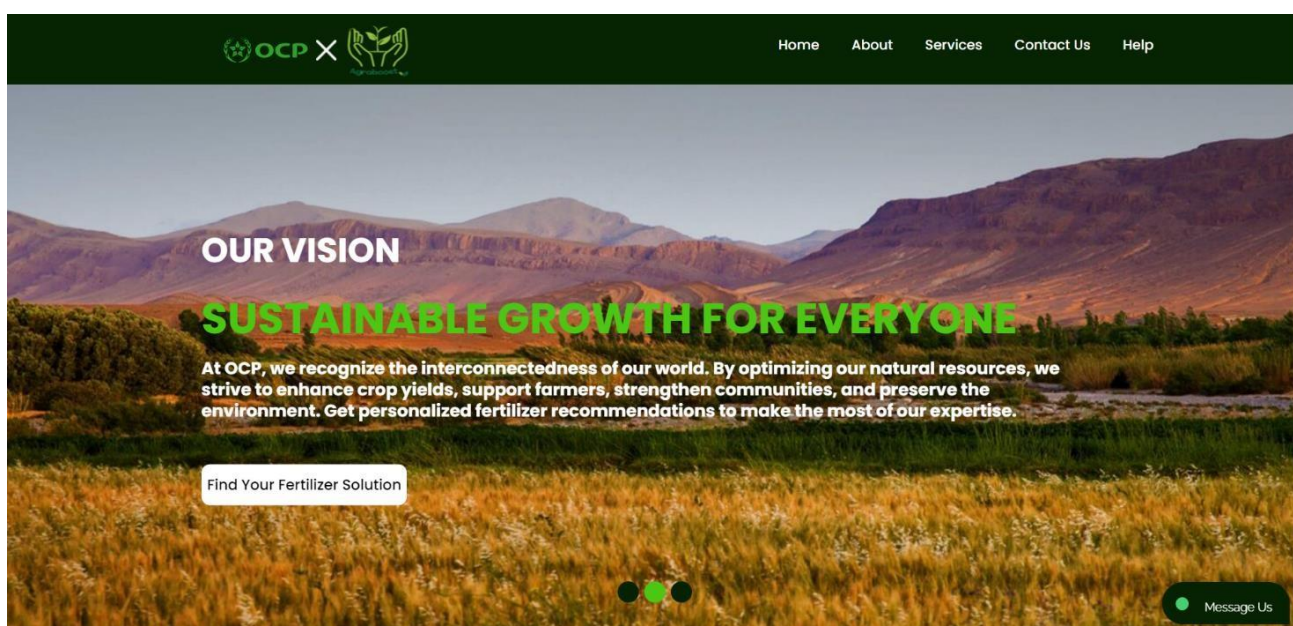 OCP X
Agroboost
Home About Services Contact Us Help
OUR VISION
SUSTAINABLE GROWTH FOR EVERYONE
At OCP, we recognize the interconnectedness of our world. By optimizing our natural resources, we
strive to enhance crop yields, support farmers, strengthen communities, and preserve the
environment. Get personalized fertilizer recommendations to make the most of our expertise.
Find Your Fertilizer Solution
Message Us